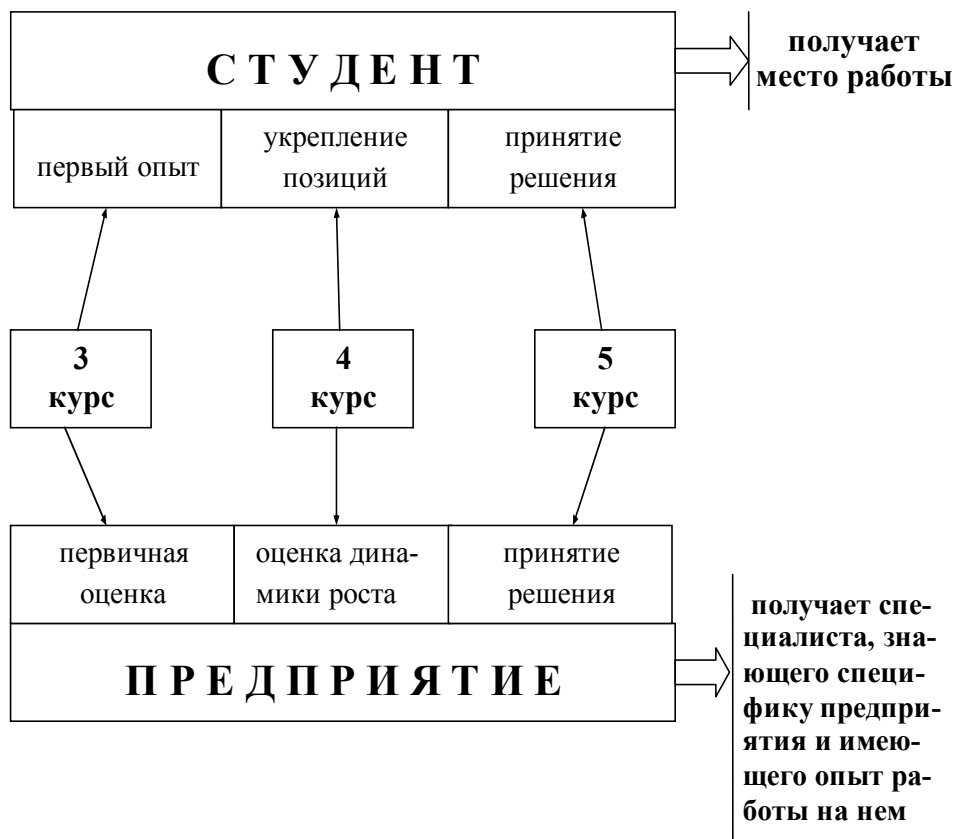 С Т У Д Е Н Т
получает
место работы
первый опыт
укрепление
позиций
принятие
решения
3
курс
4
курс
5
курс
первичная
оценка
оценка дина-
мики роста
принятие
решения
П Р Е Д П Р И Я Т И Е
получает спе-
циалиста, зна-
ющего специ-
фику предпри-
ятия и имею-
щего опыт ра-
боты на нем